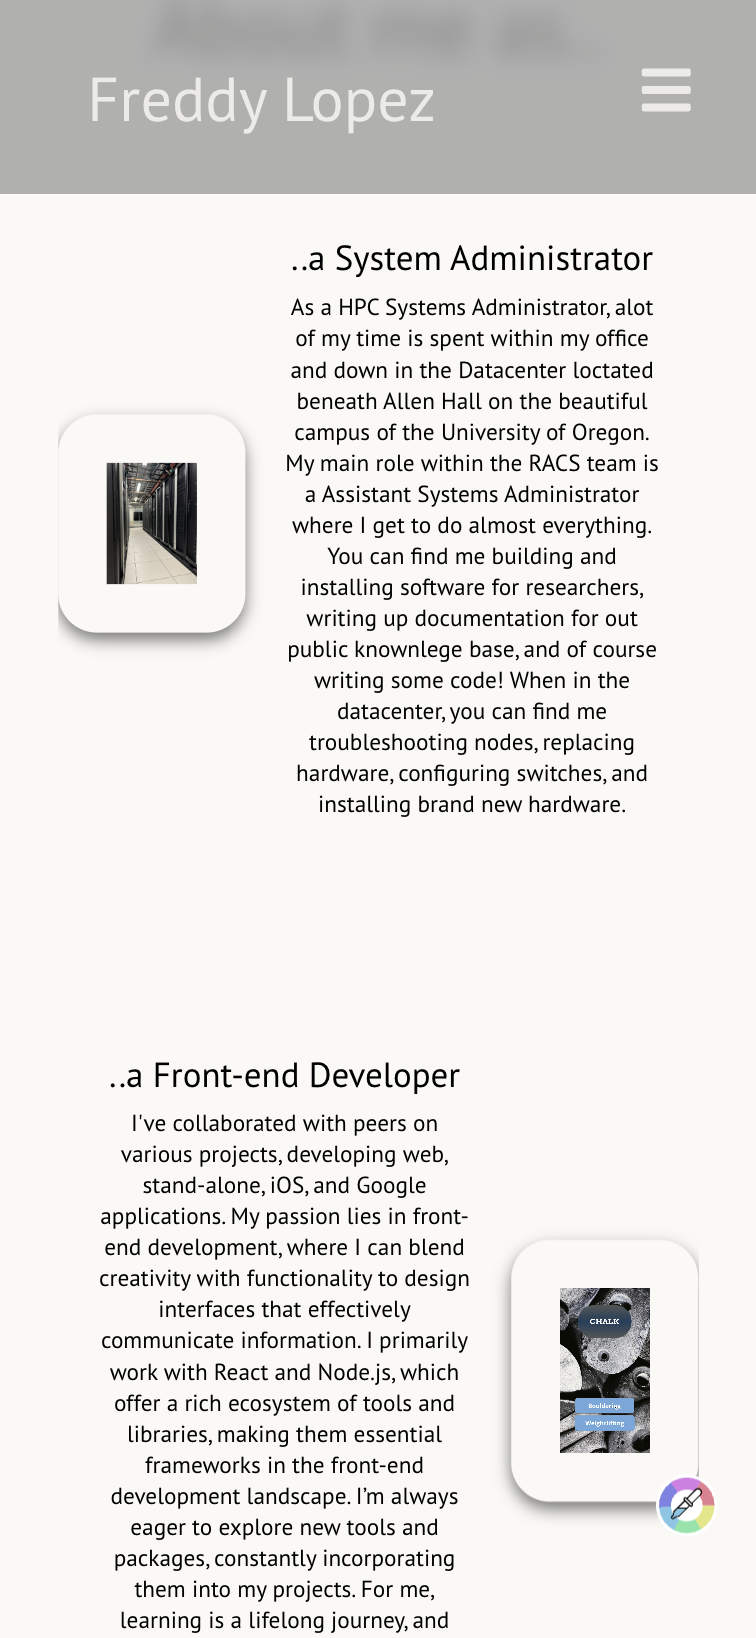 About me as..
Freddy Lopez
..a System Administrator
As a HPC Systems Administrator, alot
of my time is spent within my office
and down in the Datacenter loctated
beneath Allen Hall on the beautiful
campus of the University of Oregon.
My main role within the RACS team is
a Assistant Systems Administrator
where I get to do almost everything.
You can find me building and
installing software for researchers,
writing up documentation for out
public knownlege base, and of course
writing some code! When in the
datacenter, you can find me
troubleshooting nodes, replacing
hardware, configuring switches, and
installing brand new hardware.
..a Front-end Developer
I've collaborated with peers on
various projects, developing web,
stand-alone, iOS, and Google
applications. My passion lies in front-
end development, where I can blend
creativity with functionality to design
interfaces that effectively
communicate information. I primarily
work with React and Node.js, which
offer a rich ecosystem of tools and
libraries, making them essential
frameworks in the front-end
development landscape. I’m always
eager to explore new tools and
packages, constantly incorporating
them into my projects. For me,
learning is a lifelong journey, and
CHALK
Bouldering
Weightlifting